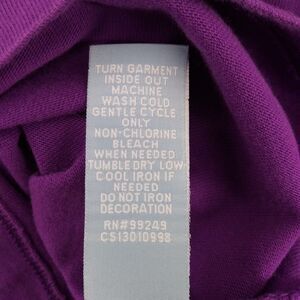 TURN GARMENT
INSIDE OUT
MACHINE
WASH COLD
GENTLE CYCLE
ONLY
NON-CHLORINE
BLEACH
WHEN NEEDED
TUMBLE DRY LOW
COOL IRON IF
NEEDED
DO NOT IRON
DECORATION
RN#99249
CS13010998